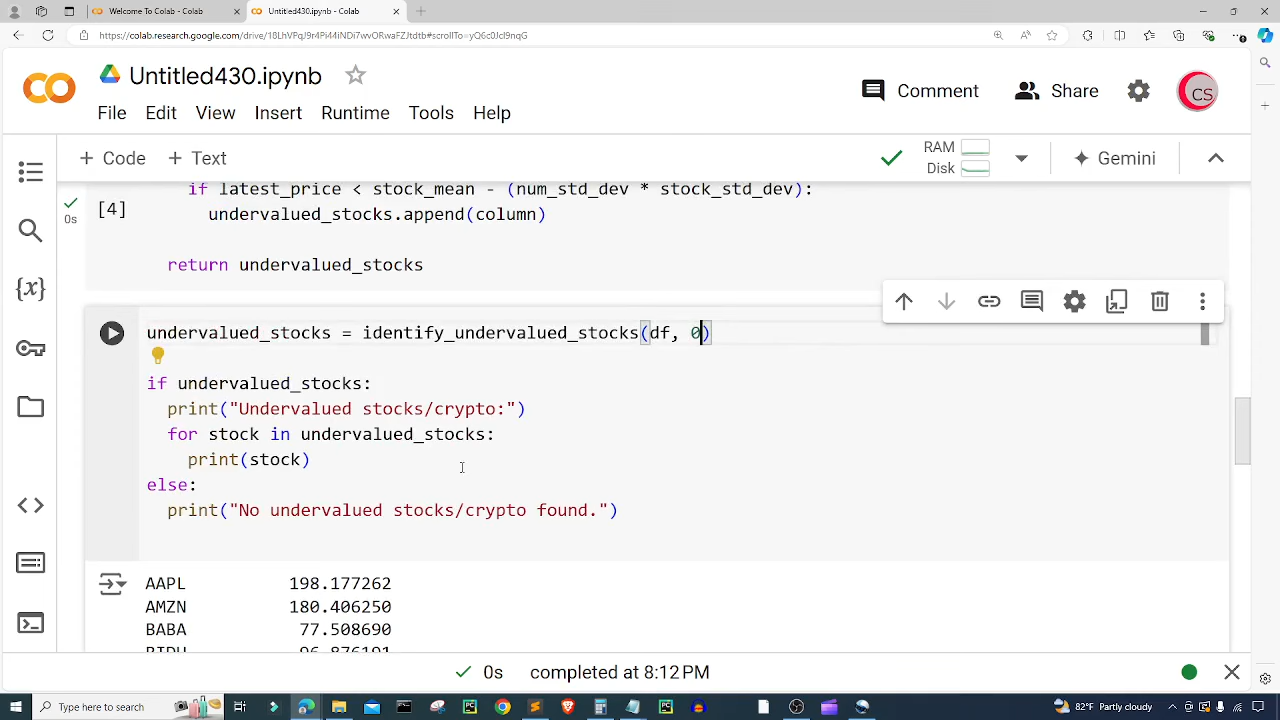 Welcome To Colab - Colab
Untitled430.ipynb - Colab
Untitled430.ipynb
File Edit View Insert Runtime Tools Help
Comment
Share
CS
+ Code + Text
RAM
Disk
Gemini
if latest_price < stock_mean - (num_std_dev * stock_std_dev):
0s
[4]
undervalued_stocks.append(column)
return undervalued_stocks
{x}
undervalued_stocks = identify_undervalued_stocks(df, 0)
if undervalued_stocks:
print("Undervalued stocks/crypto:")
for stock in undervalued_stocks:
print(stock)
else:
print("No undervalued stocks/crypto found.")
AAPL 198.177262
AMZN 180.406250
BABA 77.508690
BIDU 96.876191
0s completed at 8:12 PM
Type here to search
83°F Partly cloudy